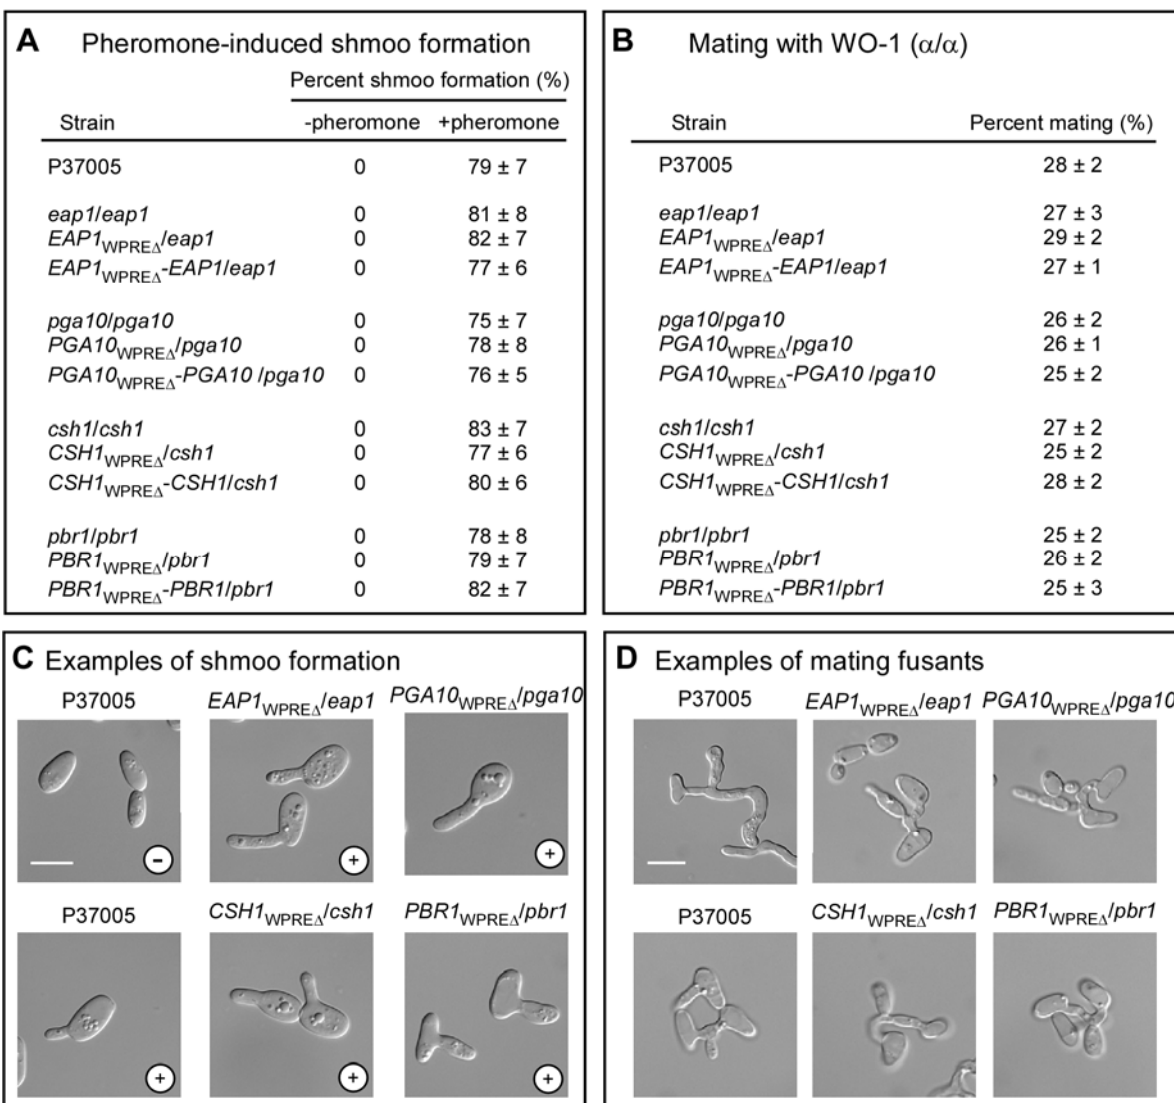 A Pheromone-induced shmoo formation
Percent shmoo formation (%)
Strain -pheromone +pheromone
P37005 0 79 ± 7
eap1/eap1 0 81 ± 8
EAP1WPREΔ/eap1 0 82 ± 7
EAP1WPREΔ-EAP1/eap1 0 77 ± 6
pga10/pga10 0 75 ± 7
PGA10WPREΔ/pga10 0 78 ± 8
PGA10WPREΔ-PGA10 /pga10 0 76 ± 5
csh1/csh1 0 83 ± 7
CSH1WPREΔ/csh1 0 77 ± 6
CSH1WPREΔ-CSH1/csh1 0 80 ± 6
pbr1/pbr1 0 78 ± 8
PBR1WPREΔ/pbr1 0 79 ± 7
PBR1WPREΔ-PBR1/pbr1 0 82 ± 7
B Mating with WO-1 (α/α)
Strain Percent mating (%)
P37005 28 ± 2
eap1/eap1 27 ± 3
EAP1WPREΔ/eap1 29 ± 2
EAP1WPREΔ-EAP1/eap1 27 ± 1
pga10/pga10 26 ± 2
PGA10WPREΔ/pga10 26 ± 1
PGA10WPREΔ-PGA10 /pga10 25 ± 2
csh1/csh1 27 ± 2
CSH1WPREΔ/csh1 25 ± 2
CSH1WPREΔ-CSH1/csh1 28 ± 2
pbr1/pbr1 25 ± 2
PBR1WPREΔ/pbr1 26 ± 2
PBR1WPREΔ-PBR1/pbr1 25 ± 3
C Examples of shmoo formation
P37005 EAP1WPREΔ/eap1 PGA10WPREΔ/pga10
- + +
P37005 CSH1WPREΔ/csh1 PBR1WPREΔ/pbr1
+ + +
D Examples of mating fusants
P37005 EAP1WPREΔ/eap1 PGA10WPREΔ/pga10
P37005 CSH1WPREΔ/csh1 PBR1WPREΔ/pbr1